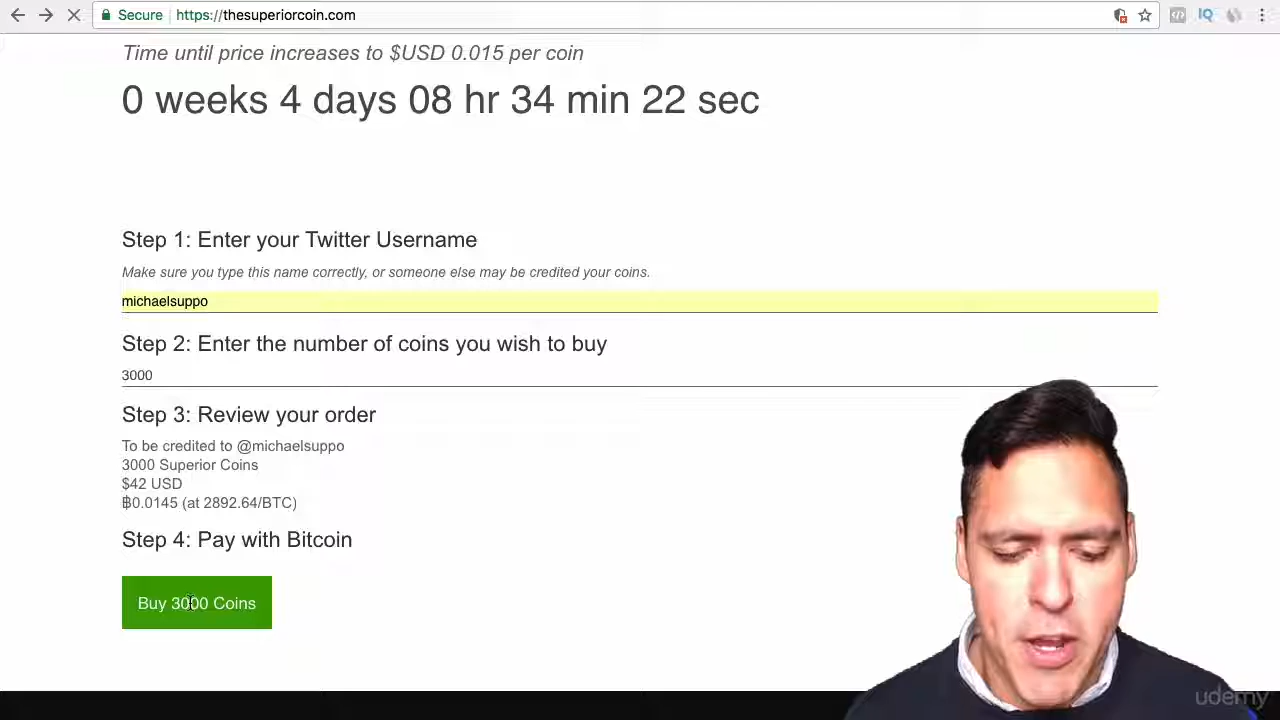 Secure https://thesuperiorcoin.com
Time until price increases to $USD 0.015 per coin
0 weeks 4 days 08 hr 34 min 22 sec
Step 1: Enter your Twitter Username
Make sure you type this name correctly, or someone else may be credited your coins.
michaelsuppo
Step 2: Enter the number of coins you wish to buy
3000
Step 3: Review your order
To be credited to @michaelsuppo
3000 Superior Coins
$42 USD
฿0.0145 (at 2892.64/BTC)
Step 4: Pay with Bitcoin
Buy 3000 Coins
udemy